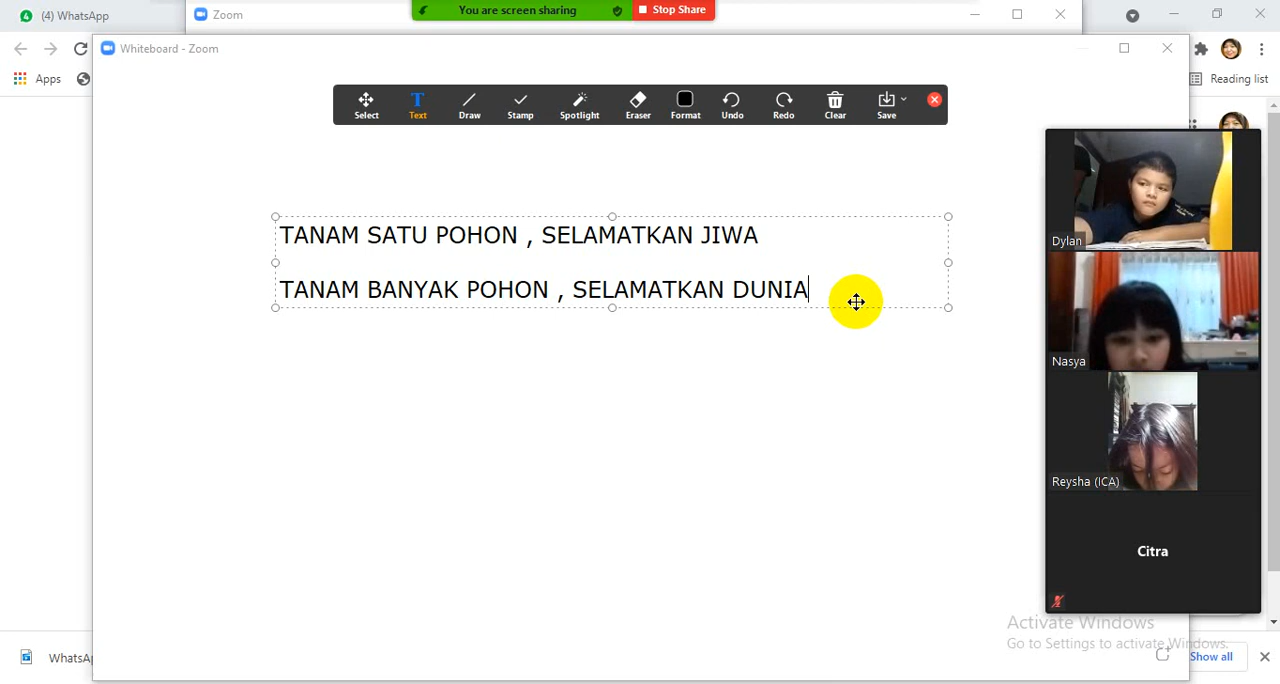 (4) WhatsApp
Zoom
You are screen sharing
Stop Share
Whiteboard - Zoom
Apps
Reading list
Select
Text
Draw
Stamp
Spotlight
Eraser
Format
Undo
Redo
Clear
Save
TANAM SATU POHON , SELAMATKAN JIWA
TANAM BANYAK POHON , SELAMATKAN DUNIA
Dylan
Nasya
Reysha (ICA)
Citra
Activate Windows
Go to Settings to activate Windows.
WhatsAp
Show all